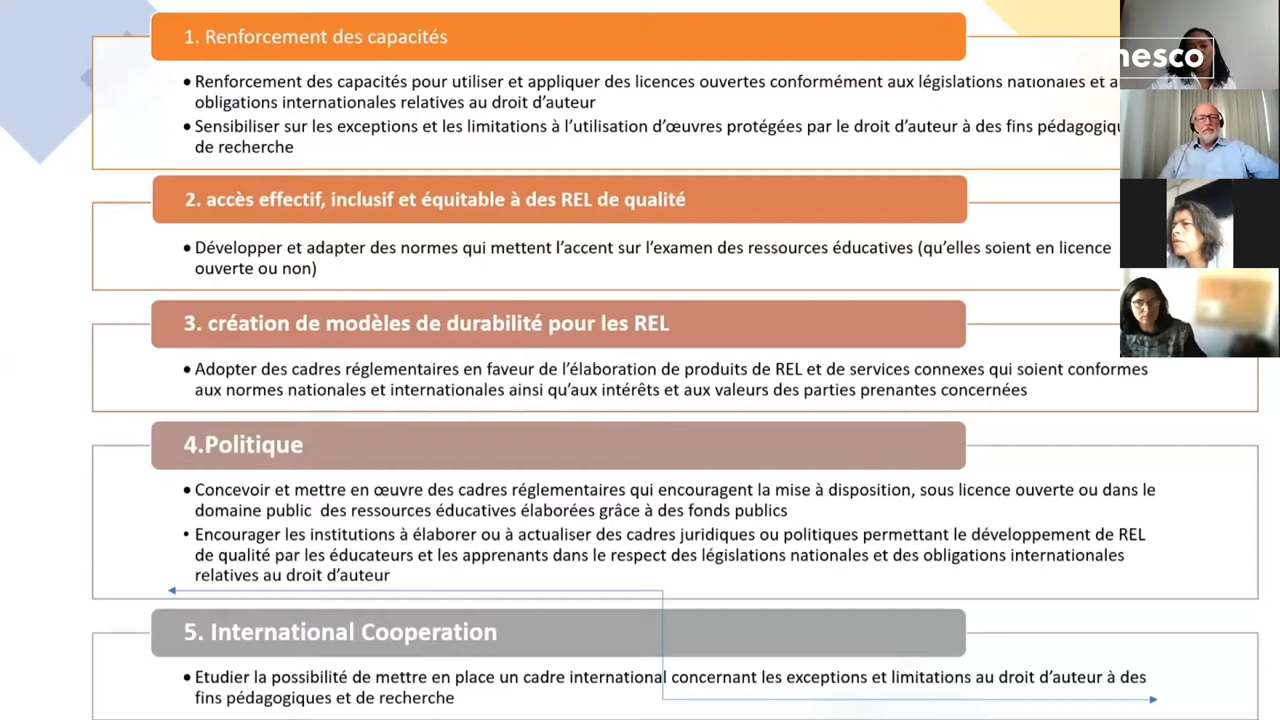 1. Renforcement des capacités
• Renforcement des capacités pour utiliser et appliquer des licences ouvertes conformément aux législations nationales et a
obligations internationales relatives au droit d'auteur
• Sensibiliser sur les exceptions et les limitations à l'utilisation d'œuvres protégées par le droit d'auteur à des fins
de recherche
2. accès effectif, inclusif et équitable à des REL de qualité
• Développer et adapter des normes qui mettent l'accent sur l'examen des ressources éducatives (qu'elles soient en licence
ouverte ou non)
3. création de modèles de durabilité pour les REL
• Adopter des cadres réglementaires en faveur de l'élaboration de produits de REL et de services connexes qui soient conformes
aux normes nationales et internationales ainsi qu'aux intérêts et aux valeurs des parties prenantes concernées
4.Politique
• Concevoir et mettre en œuvre des cadres réglementaires qui encouragent la mise à disposition, sous licence ouverte ou dans le
domaine public des ressources éducatives élaborées grâce à des fonds publics
• Encourager les institutions à élaborer ou à actualiser des cadres juridiques ou politiques permettant le développement de REL
de qualité par les éducateurs et les apprenants dans le respect des législations nationales et des obligations internationales
relatives au droit d'auteur
5. International Cooperation
• Etudier la possibilité de mettre en place un cadre international concernant les exceptions et limitations au droit d'auteur à des
fins pédagogiques et de recherche
unesco